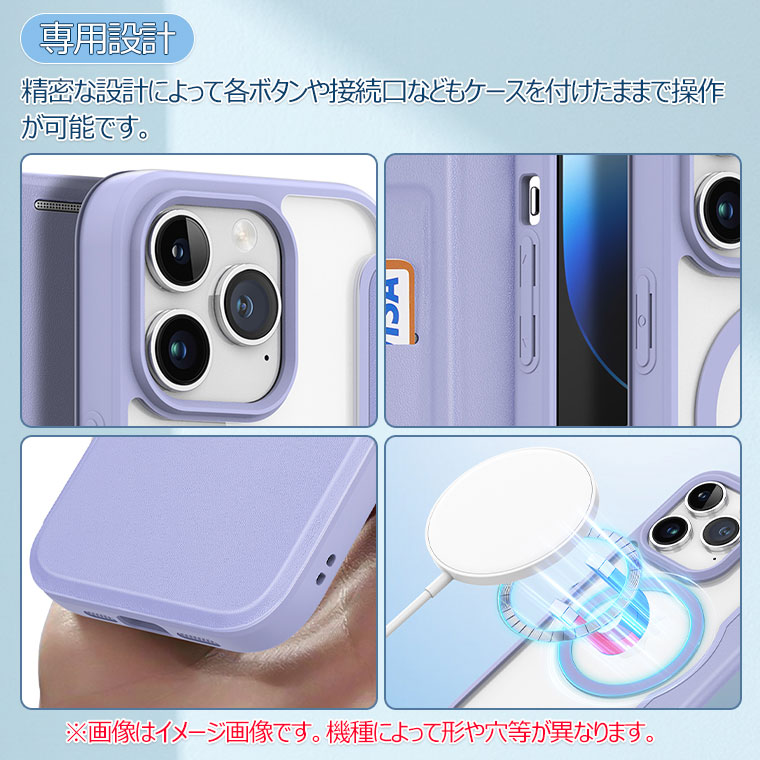 専用設計
精密な設計によって各ボタンや接続口などもケースを付けたままで操作
が可能です。
VISA
※画像はイメージ画像です。機種によって形や穴等が異なります。